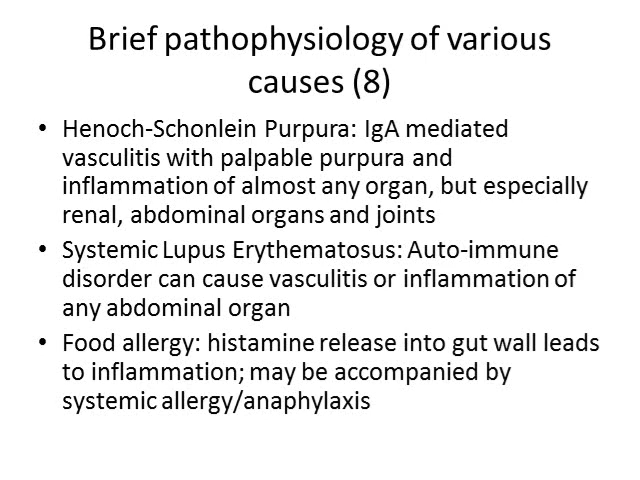 Brief pathophysiology of various
causes (8)
• Henoch-Schonlein Purpura: IgA mediated
vasculitis with palpable purpura and
inflammation of almost any organ, but especially
renal, abdominal organs and joints
• Systemic Lupus Erythematosus: Auto-immune
disorder can cause vasculitis or inflammation of
any abdominal organ
• Food allergy: histamine release into gut wall leads
to inflammation; may be accompanied by
systemic allergy/anaphylaxis